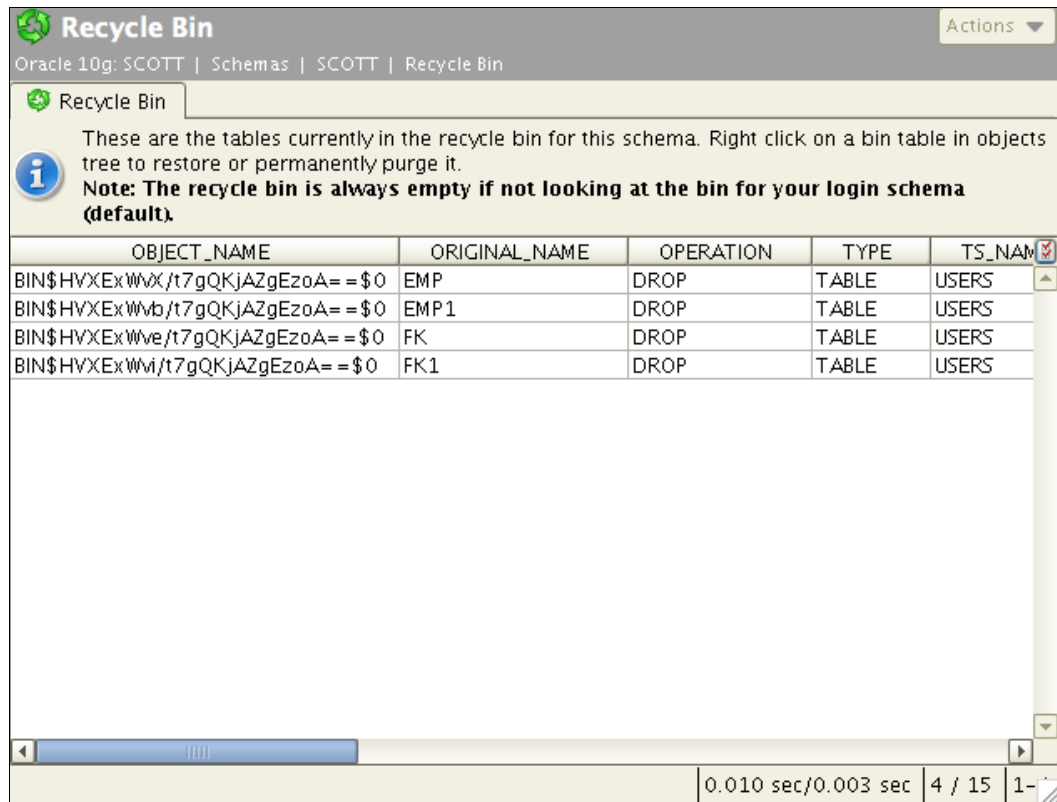 Recycle Bin
Actions
Oracle 10g: SCOTT | Schemas | SCOTT | Recycle Bin
Recycle Bin
These are the tables currently in the recycle bin for this schema. Right click on a bin table in objects
tree to restore or permanently purge it.
Note: The recycle bin is always empty if not looking at the bin for your login schema
(default).
OBJECT_NAME ORIGINAL_NAME OPERATION TYPE TS_NAM
BIN$HVXExWvX/t7gQKjAZgEzoA==$0 EMP DROP TABLE USERS
BIN$HVXExWvb/t7gQKjAZgEzoA==$0 EMP1 DROP TABLE USERS
BIN$HVXExWve/t7gQKjAZgEzoA==$0 FK DROP TABLE USERS
BIN$HVXExWvi/t7gQKjAZgEzoA==$0 FK1 DROP TABLE USERS
0.010 sec/0.003 sec 4 / 15 1-